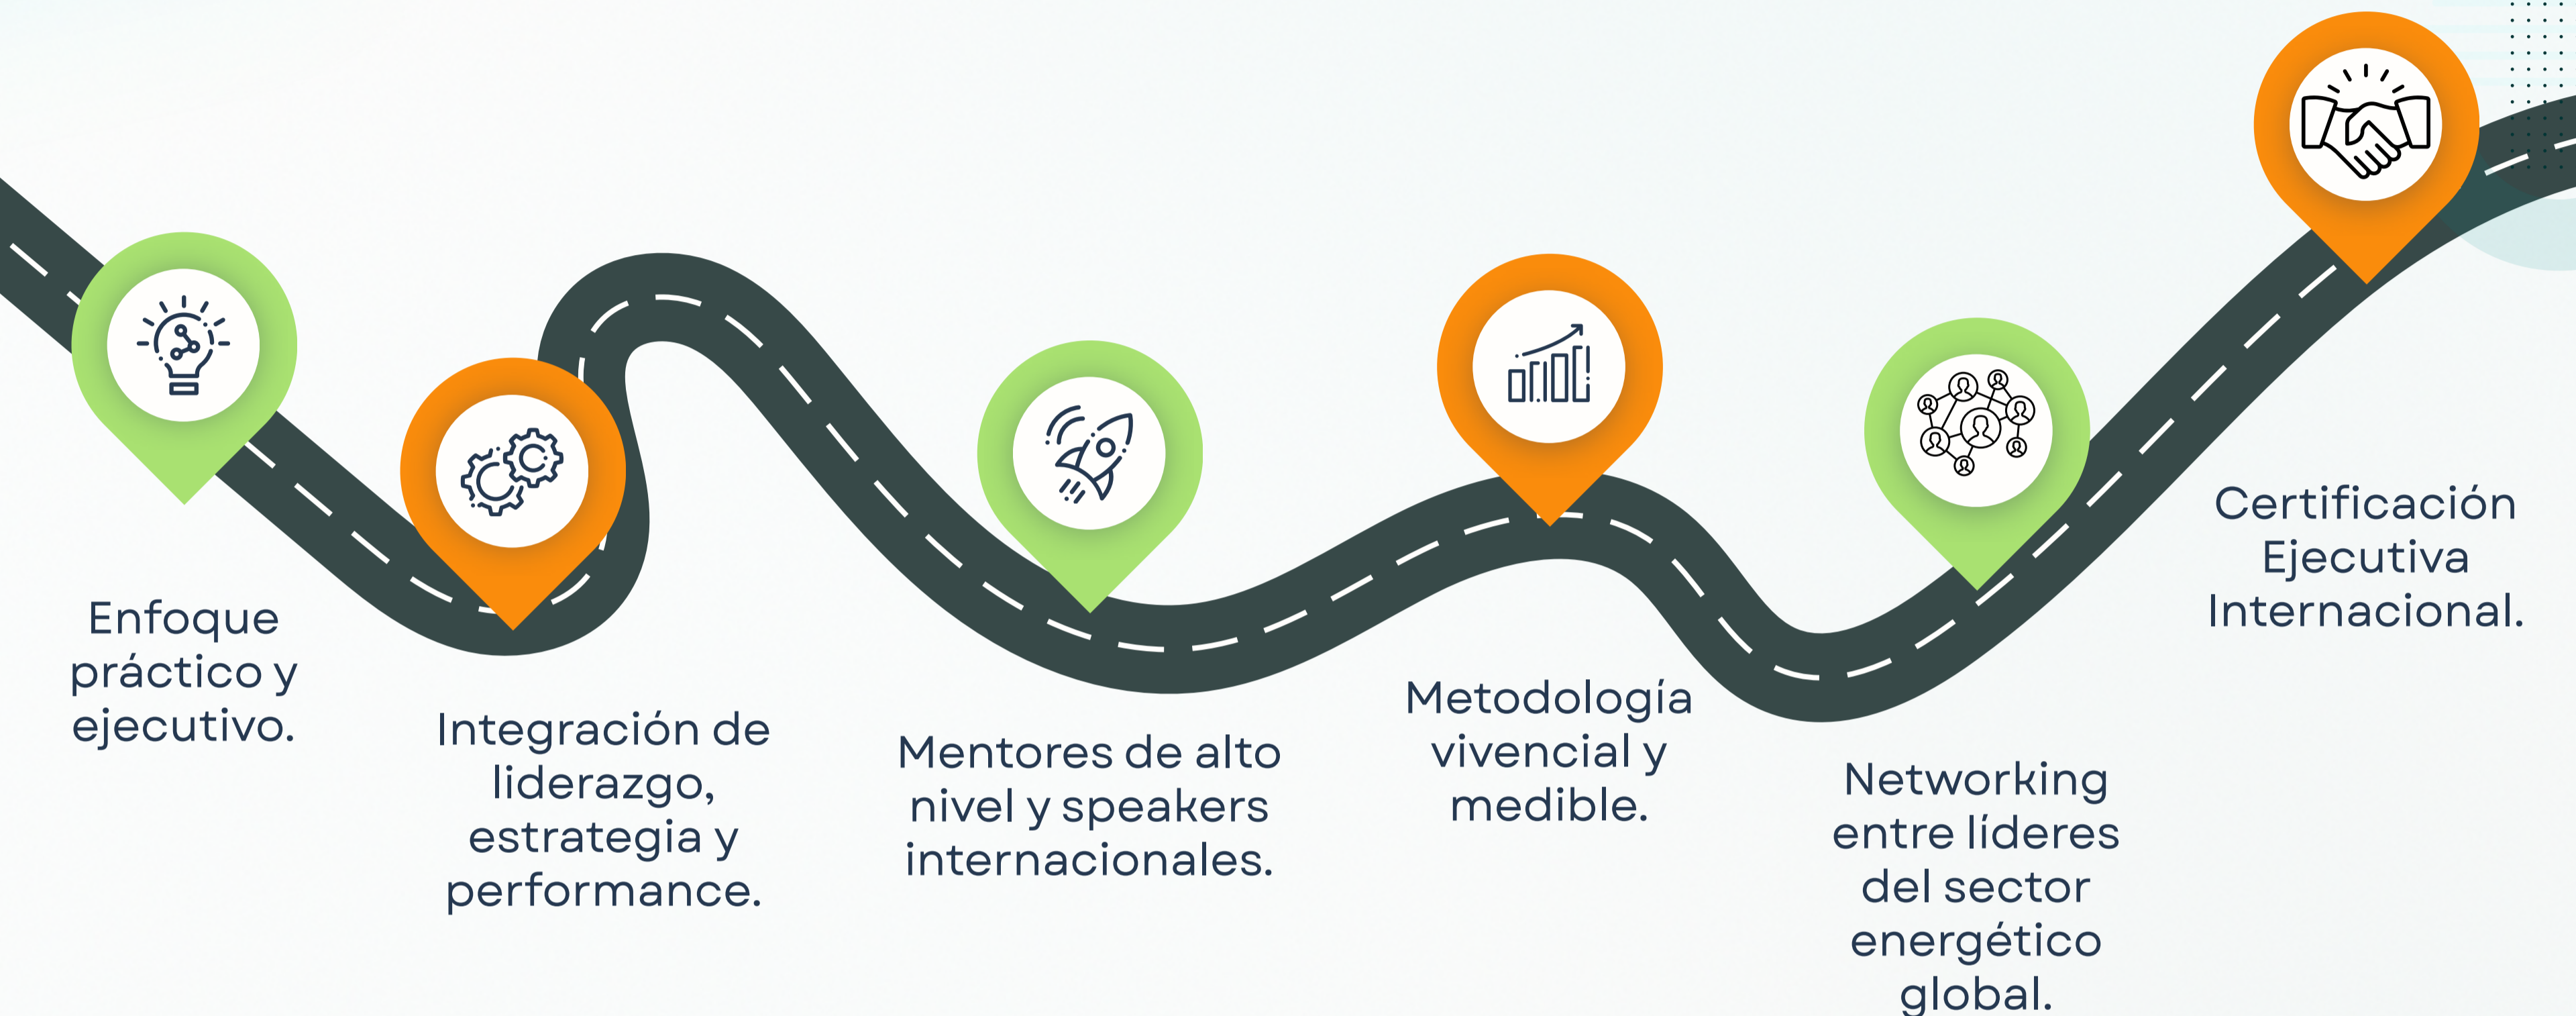 Enfoque
práctico y
ejecutivo.
Integración de
liderazgo,
estrategia y
performance.
Mentores de alto
nivel y speakers
internacionales.
Metodología
vivencial y
medible.
Networking
entre líderes
del sector
energético
global.
Certificación
Ejecutiva
Internacional.